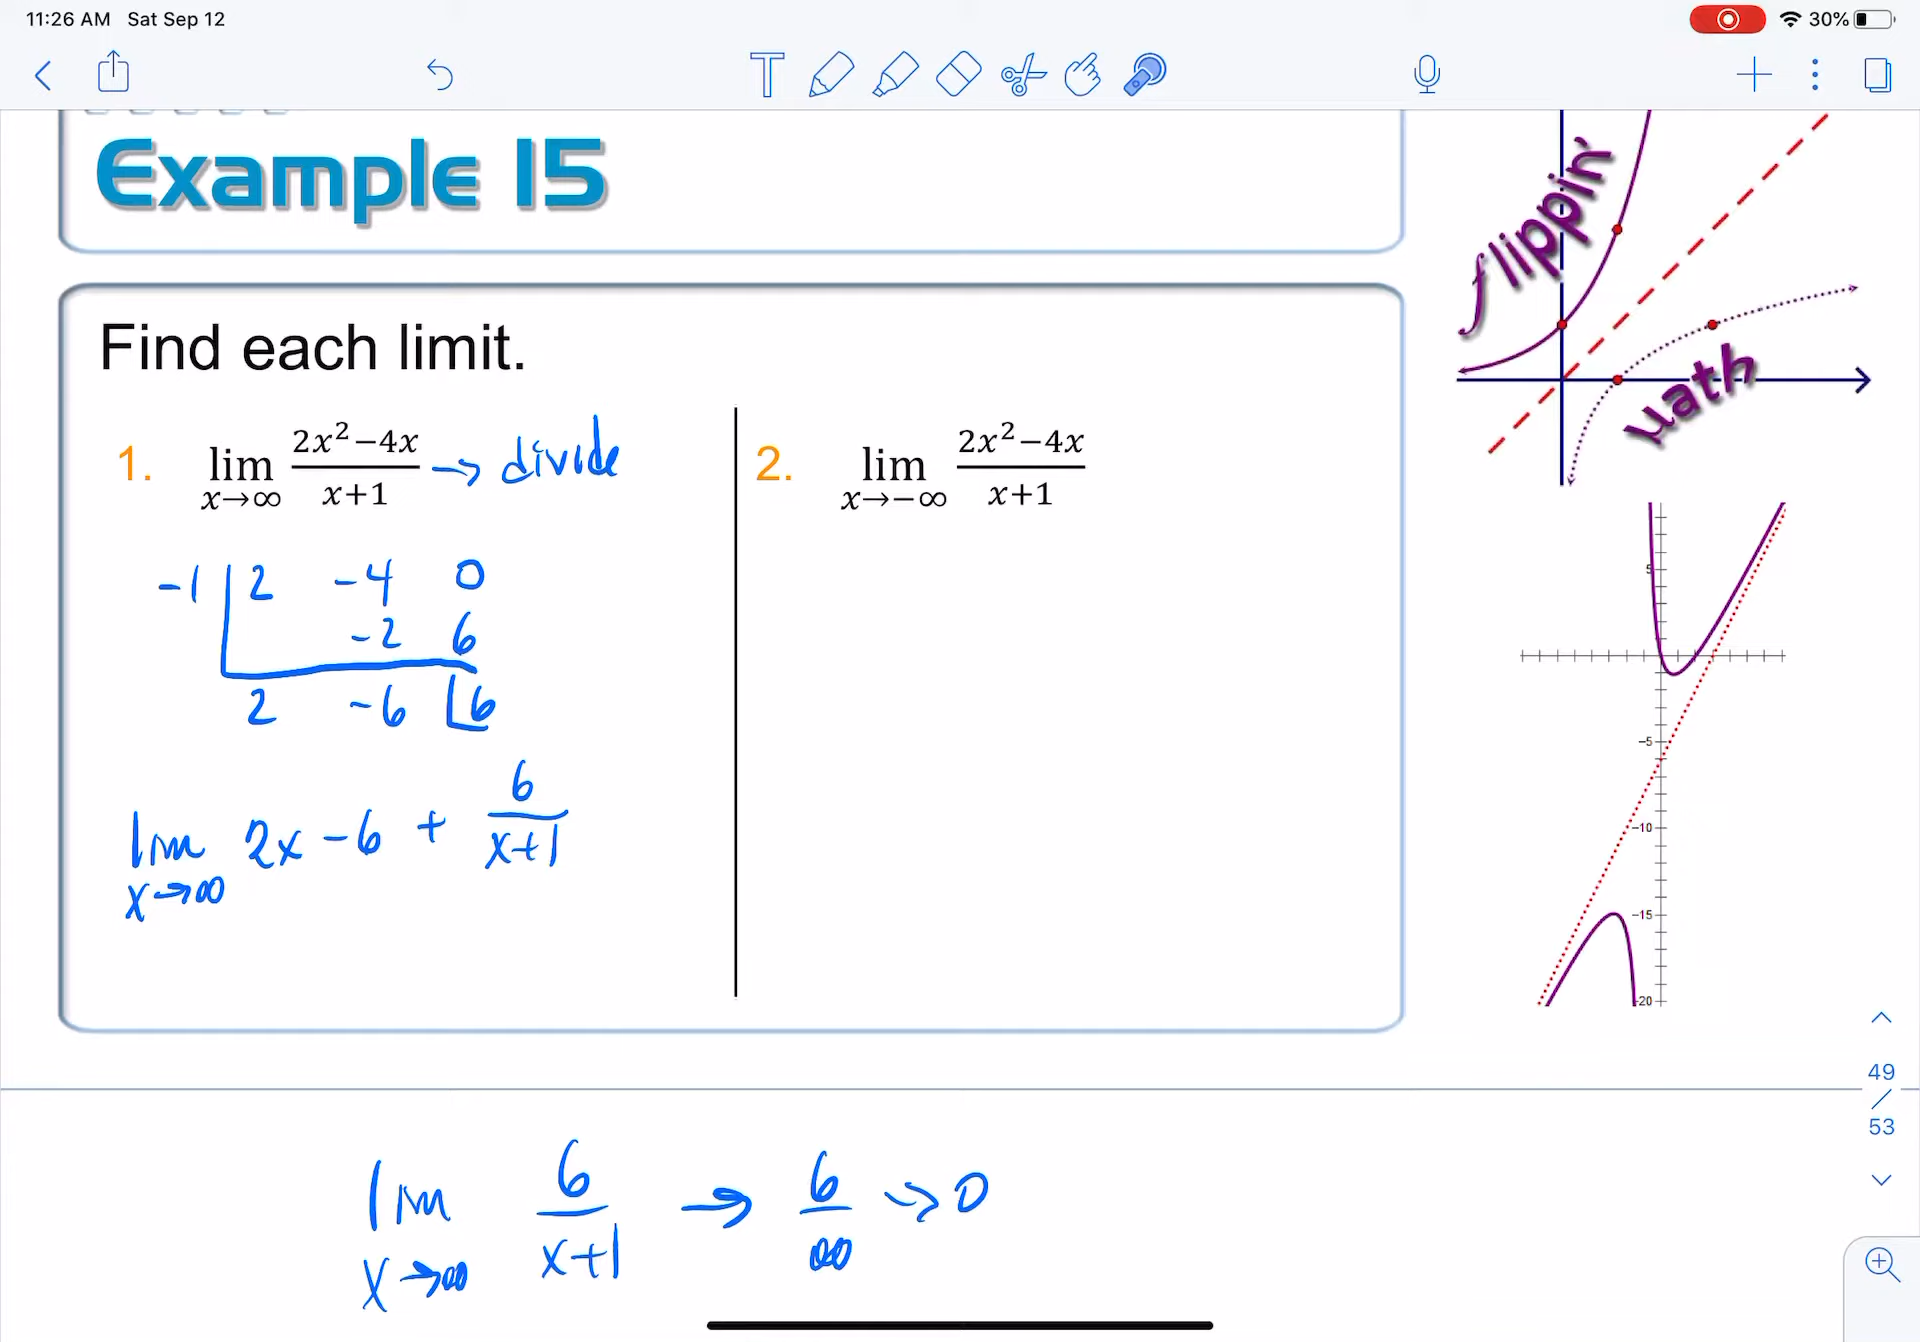 11:26 AM Sat Sep 12
30%
T
Example 15
flippin'
Math
Find each limit.
1. lim x→∞ (2x²−4x)/(x+1) → divide
2. lim x→−∞ (2x²−4x)/(x+1)
-1 | 2 -4 0
-2 6
2 -6 | 6
lim x→∞ 2x - 6 + 6/(x+1)
5
-5
-10
-15
-20
49
/
53
lim x→∞ 6/(x+1) → 6/∞ → 0